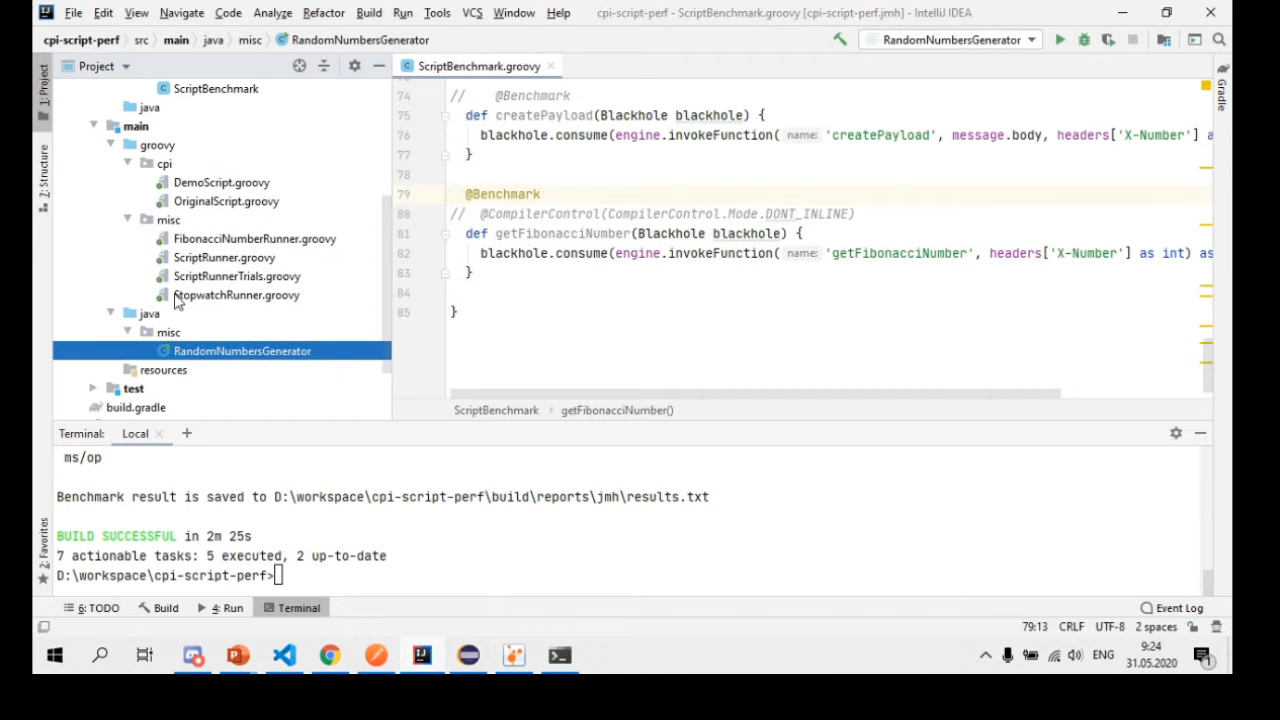 File Edit View Navigate Code Analyze Refactor Build Run Tools VCS Window Help cpi-script-perf - ScriptBenchmark.groovy [cpi-script-perf.jmh] - IntelliJ IDEA
cpi-script-perf src main java misc RandomNumbersGenerator RandomNumbersGenerator
1: Project
7: Structure
2: Favorites
Project
ScriptBenchmark
java
main
groovy
cpi
DemoScript.groovy
OriginalScript.groovy
misc
FibonacciNumberRunner.groovy
ScriptRunner.groovy
ScriptRunnerTrials.groovy
StopwatchRunner.groovy
java
misc
RandomNumbersGenerator
resources
test
build.gradle
ScriptBenchmark.groovy
74 // @Benchmark
75 def createPayload(Blackhole blackhole) {
76 blackhole.consume(engine.invokeFunction( name: 'createPayload', message.body, headers['X-Number'] a
77 }
78
79 @Benchmark
80 // @CompilerControl(CompilerControl.Mode.DONT_INLINE)
81 def getFibonacciNumber(Blackhole blackhole) {
82 blackhole.consume(engine.invokeFunction( name: 'getFibonacciNumber', headers['X-Number'] as int) as
83 }
84
85 }
ScriptBenchmark getFibonacciNumber()
Gradle
Terminal: Local
ms/op
Benchmark result is saved to D:\workspace\cpi-script-perf\build\reports\jmh\results.txt
BUILD SUCCESSFUL in 2m 25s
7 actionable tasks: 5 executed, 2 up-to-date
D:\workspace\cpi-script-perf>
6: TODO Build 4: Run Terminal Event Log
79:13 CRLF UTF-8 2 spaces
ENG
9:24
31.05.2020
1